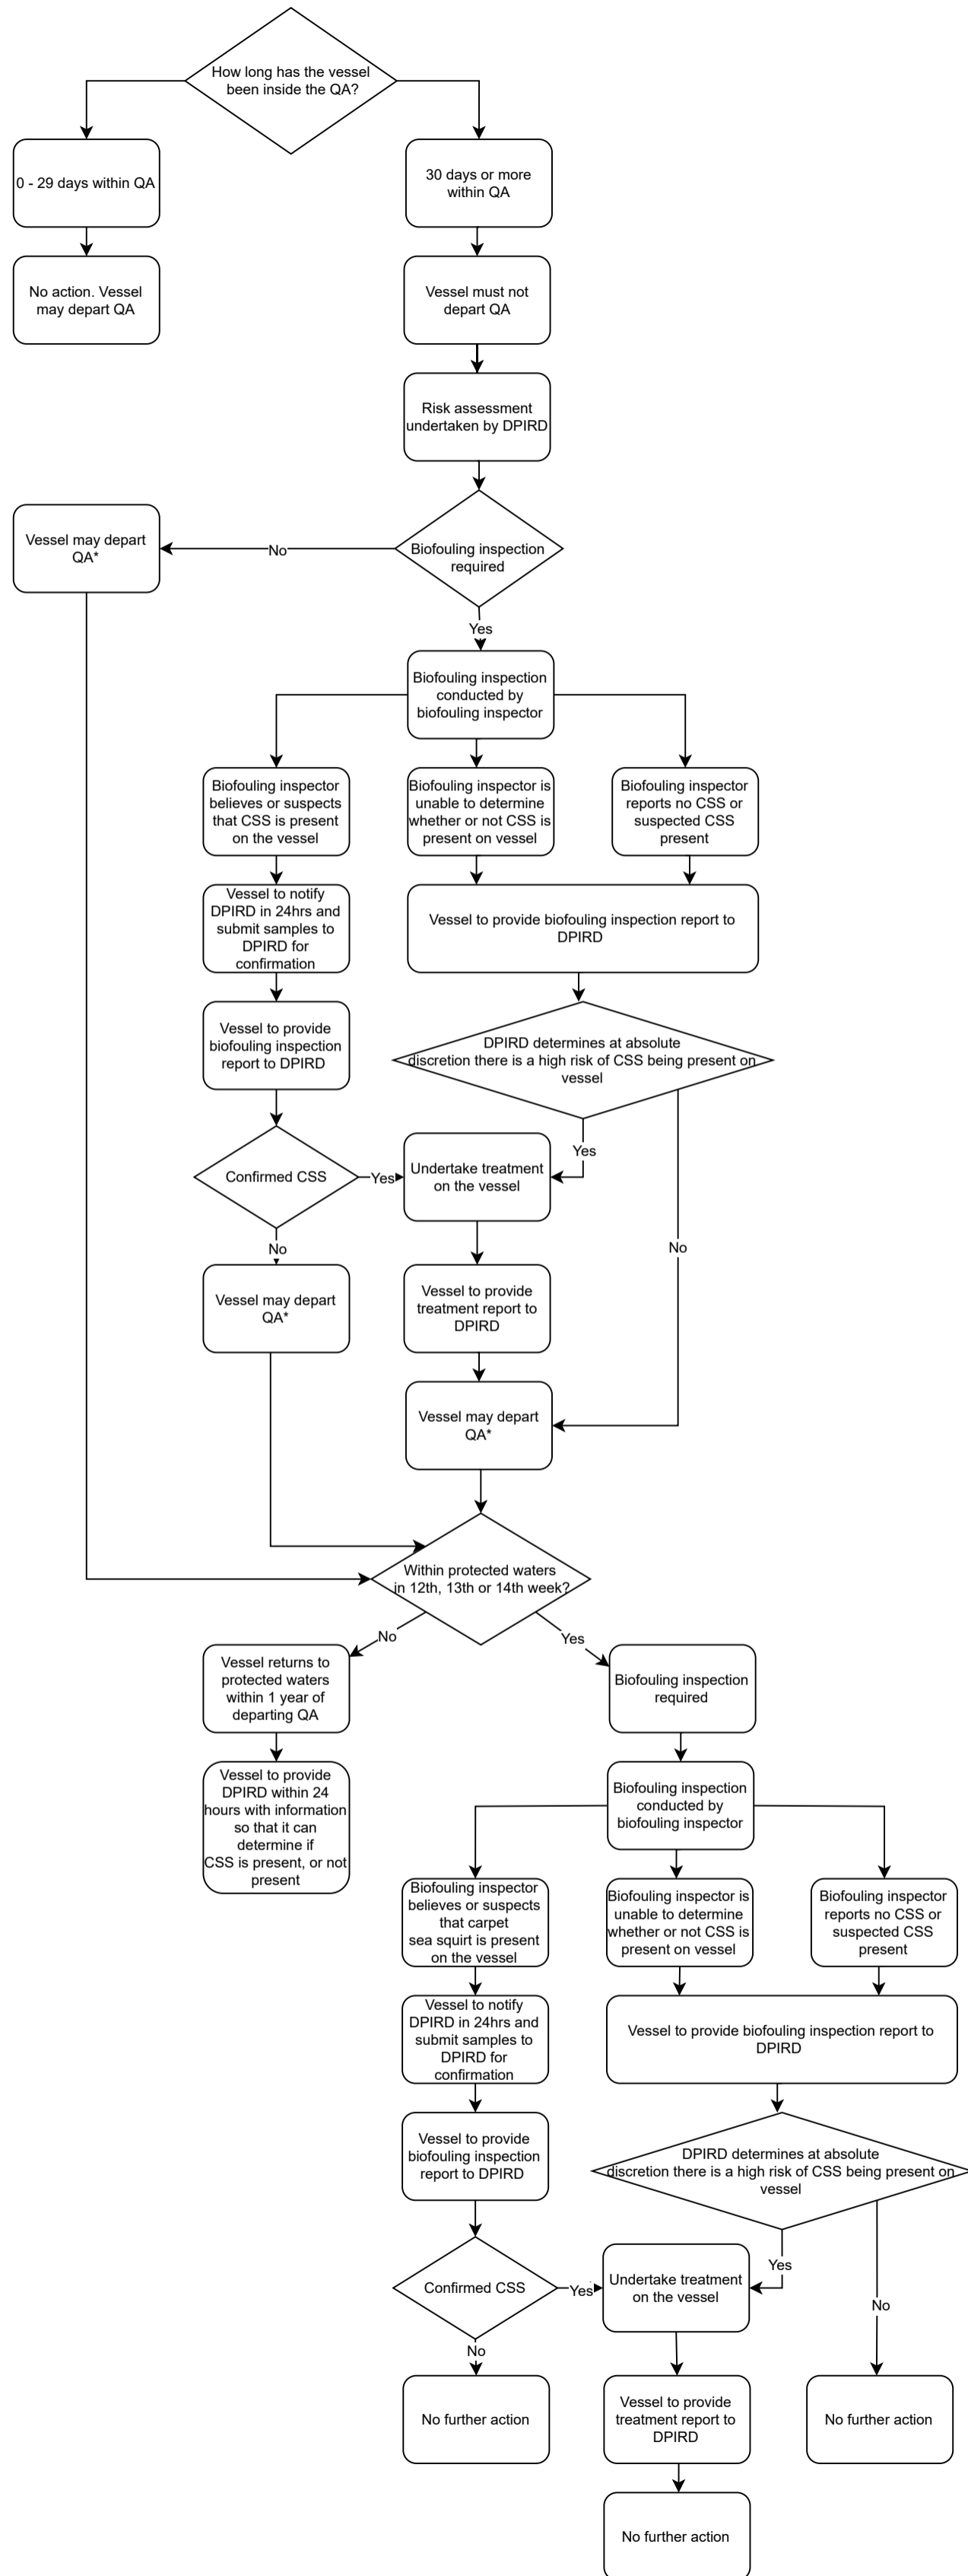 How long has the vessel
been inside the QA?
0 - 29 days within QA
30 days or more
within QA
No action. Vessel
may depart QA
Vessel must not
depart QA
Risk assessment
undertaken by DPIRD
Vessel may depart
QA*
No
Biofouling inspection
required
Yes
Biofouling inspection
conducted by
biofouling inspector
Biofouling inspector
believes or suspects
that CSS is present
on the vessel
Biofouling inspector is
unable to determine
whether or not CSS is
present on vessel
Biofouling inspector
reports no CSS or
suspected CSS
present
Vessel to notify
DPIRD in 24hrs and
submit samples to
DPIRD for
confirmation
Vessel to provide biofouling inspection report to
DPIRD
Vessel to provide
biofouling inspection
report to DPIRD
DPIRD determines at absolute
discretion there is a high risk of CSS being present on
vessel
Yes
Confirmed CSS
Yes
Undertake treatment
on the vessel
No
No
Vessel may depart
QA*
Vessel to provide
treatment report to
DPIRD
Vessel may depart
QA*
Within protected waters
in 12th, 13th or 14th week?
No
Yes
Vessel returns to
protected waters
within 1 year of
departing QA
Biofouling inspection
required
Vessel to provide
DPIRD within 24
hours with information
so that it can
determine if
CSS is present, or not
present
Biofouling inspection
conducted by
biofouling inspector
Biofouling inspector
believes or suspects
that carpet
sea squirt is present
on the vessel
Biofouling inspector is
unable to determine
whether or not CSS is
present on vessel
Biofouling inspector
reports no CSS or
suspected CSS
present
Vessel to notify
DPIRD in 24hrs and
submit samples to
DPIRD for
confirmation
Vessel to provide biofouling inspection report to
DPIRD
Vessel to provide
biofouling inspection
report to DPIRD
DPIRD determines at absolute
discretion there is a high risk of CSS being present on
vessel
Yes
Confirmed CSS
Yes
Undertake treatment
on the vessel
No
No
No further action
Vessel to provide
treatment report to
DPIRD
No further action
No further action